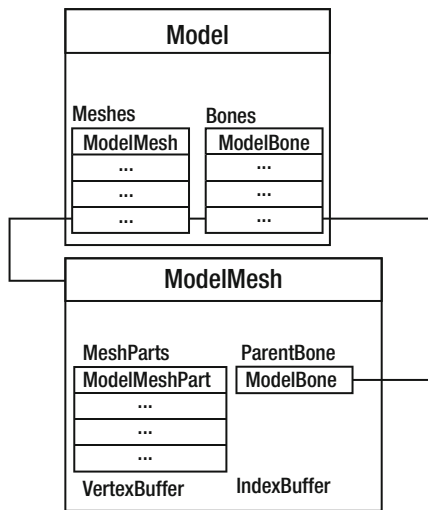 Model
Meshes Bones
ModelMesh ModelBone
... ...
... ...
... ...
ModelMesh
MeshParts ParentBone
ModelMeshPart ModelBone
...
...
...
VertexBuffer IndexBuffer